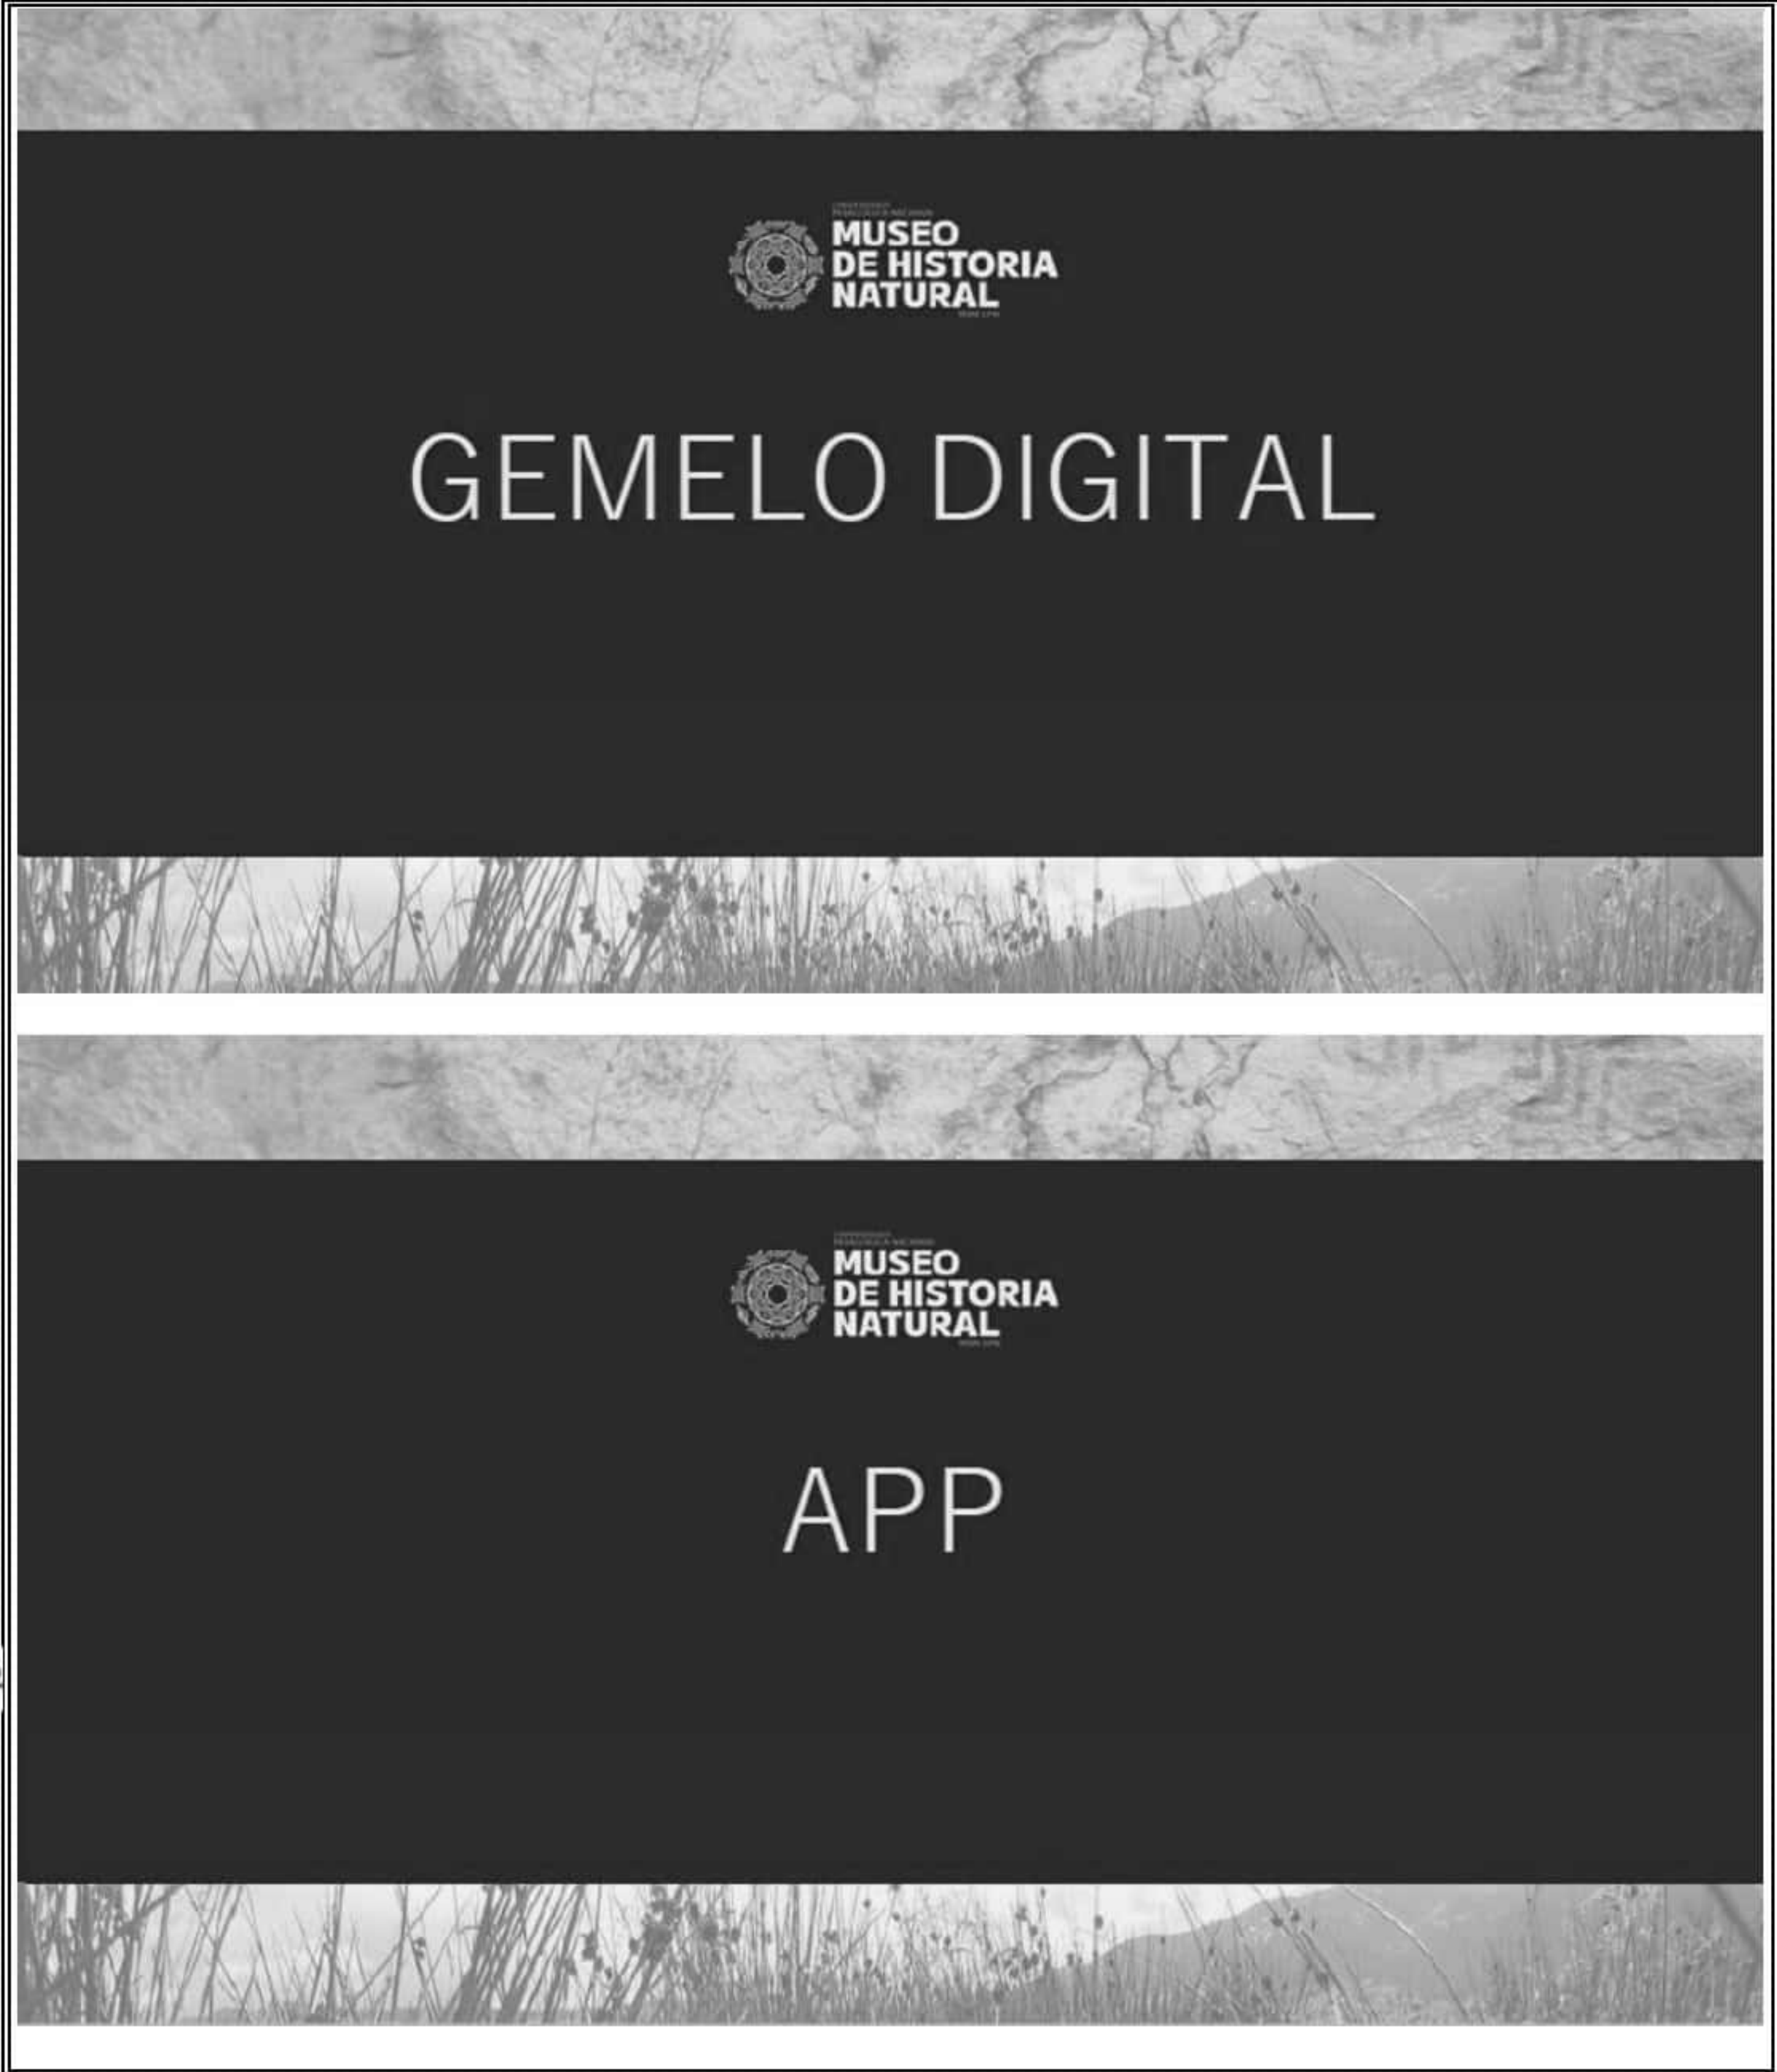 MUSEO
DE HISTORIA
NATURAL
GEMELO DIGITAL
MUSEO
DE HISTORIA
NATURAL
APP